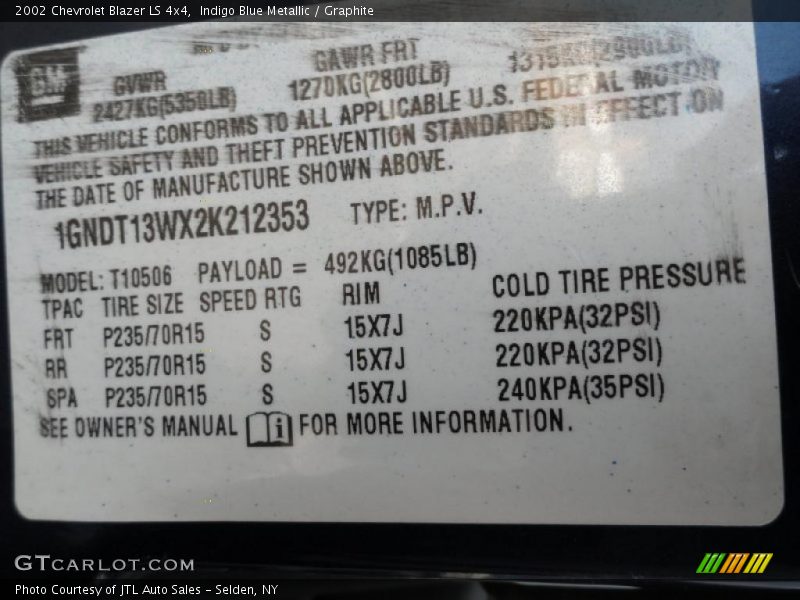 2002 Chevrolet Blazer LS 4x4, Indigo Blue Metallic / Graphite
GM
GVWR GAWR FRT
2427KG(5350LB) 1270KG(2800LB) 1315KG(2900LB)
THIS VEHICLE CONFORMS TO ALL APPLICABLE U.S. FEDERAL MOTOR
VEHICLE SAFETY AND THEFT PREVENTION STANDARDS IN EFFECT ON
THE DATE OF MANUFACTURE SHOWN ABOVE.
1GNDT13WX2K212353 TYPE: M.P.V.
MODEL: T10506 PAYLOAD = 492KG(1085LB)
TPAC TIRE SIZE SPEED RTG RIM COLD TIRE PRESSURE
FRT P235/70R15 S 15X7J 220KPA(32PSI)
RR P235/70R15 S 15X7J 220KPA(32PSI)
SPA P235/70R15 S 15X7J 240KPA(35PSI)
SEE OWNER'S MANUAL i FOR MORE INFORMATION.
GTCARLOT.COM
Photo Courtesy of JTL Auto Sales - Selden, NY